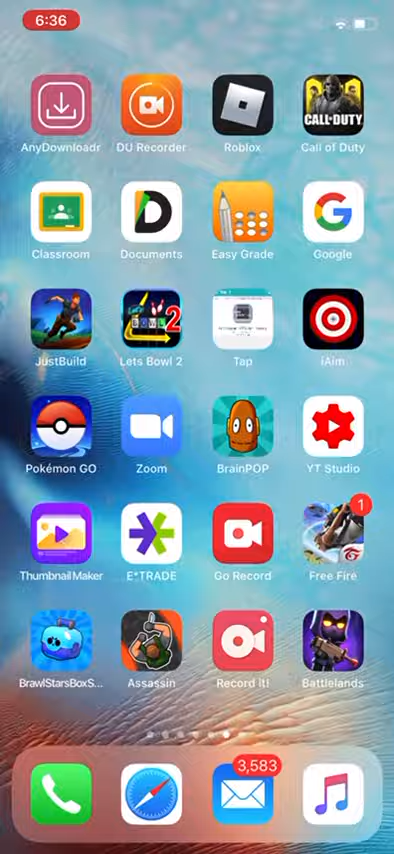 6:36
AnyDownloadr DU Recorder Roblox Call of Duty
CALL OF DUTY
Classroom Documents Easy Grade Google
BOWL 2
JustBuild Lets Bowl 2 Tap iAim
Pokémon GO Zoom BrainPOP YT Studio
1
Thumbnail Maker E*TRADE Go Record Free Fire
BrawlStarsBoxS... Assassin Record it! Battlelands
3,583